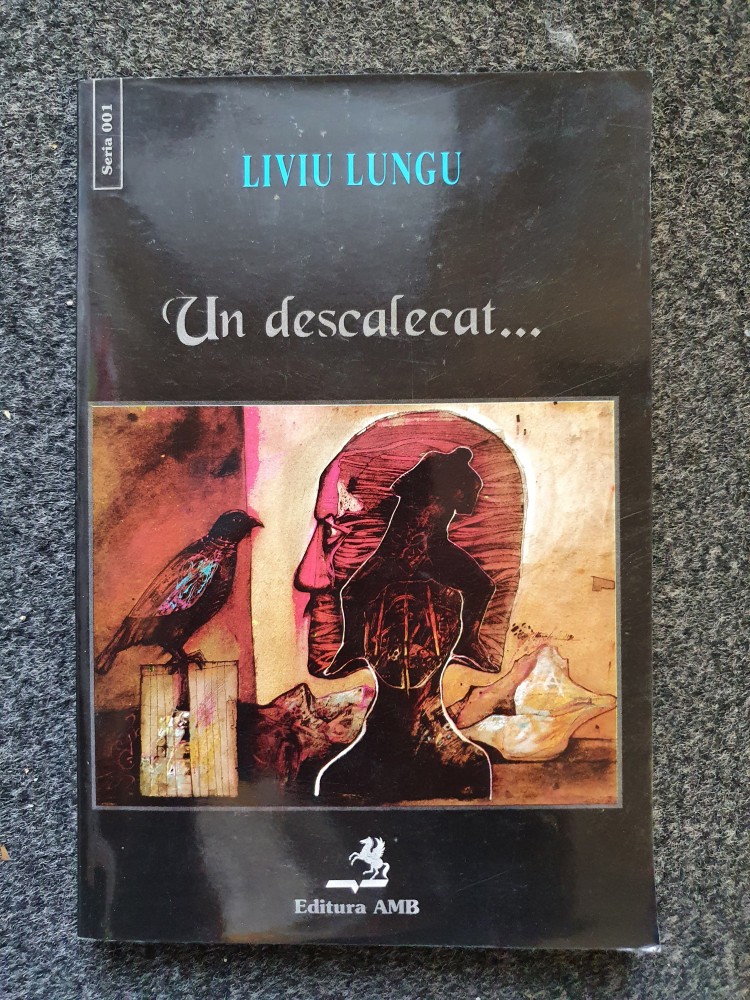 Seria 001
LIVIU LUNGU
Un descalecat...
Editura AMB